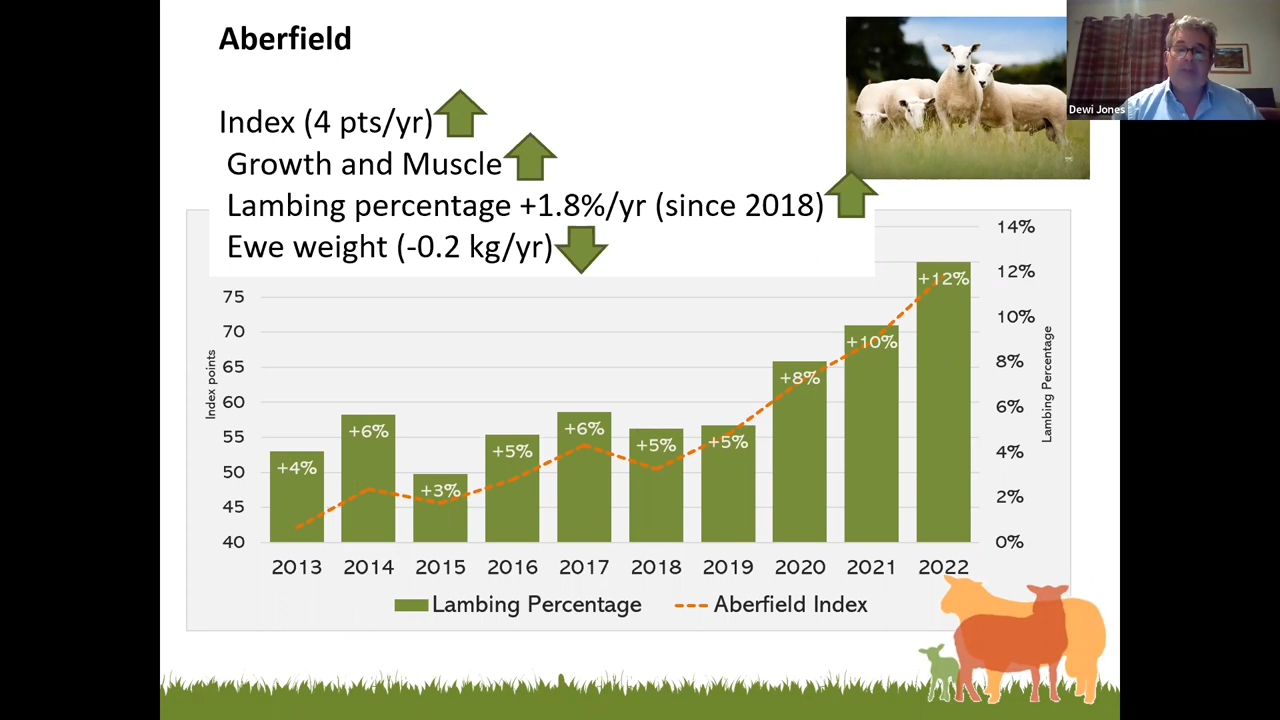 Aberfield
Dewi Jones
Index (4 pts/yr)
Growth and Muscle
Lambing percentage +1.8%/yr (since 2018)
Ewe weight (-0.2 kg/yr)
75
70
65
60
55
50
45
40
Index points
14%
12%
10%
8%
6%
4%
2%
0%
Lambing Percentage
+4%
+6%
+3%
+5%
+6%
+5%
+5%
+8%
+10%
+12%
2013 2014 2015 2016 2017 2018 2019 2020 2021 2022
Lambing Percentage Aberfield Index